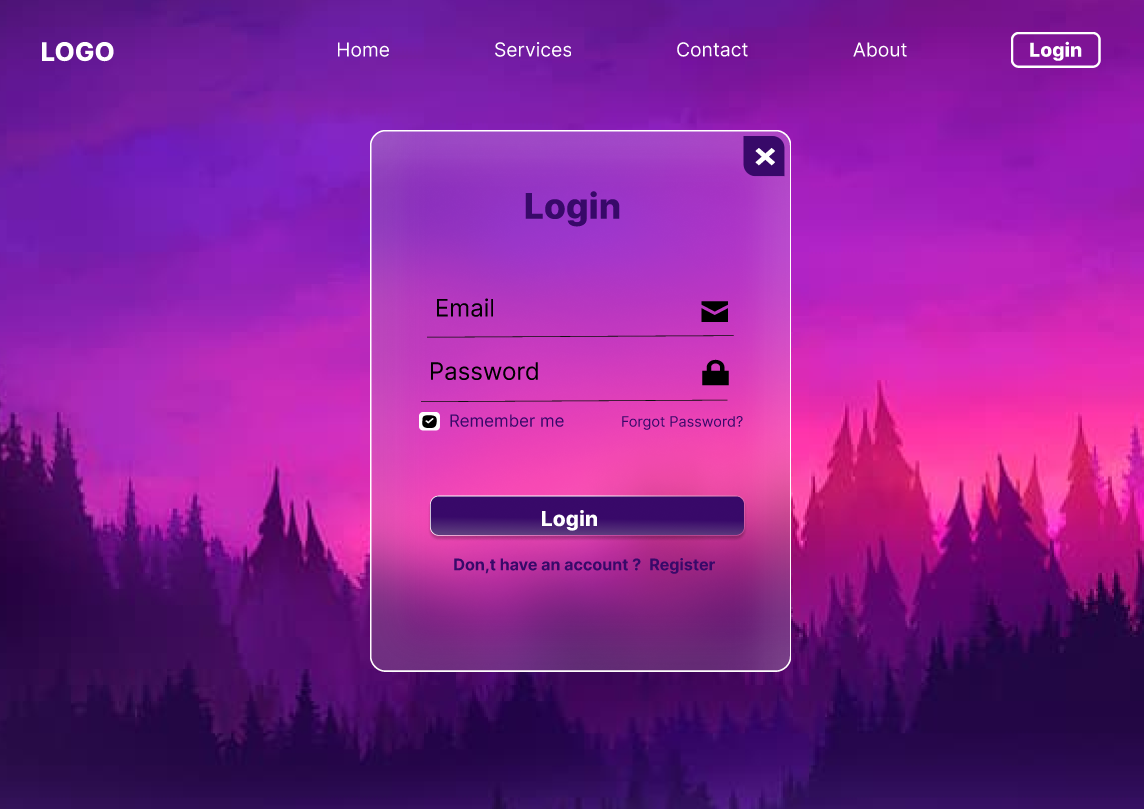 LOGO Home Services Contact About Login
Login
Email
Password
Remember me Forgot Password?
Login
Don,t have an account ? Register